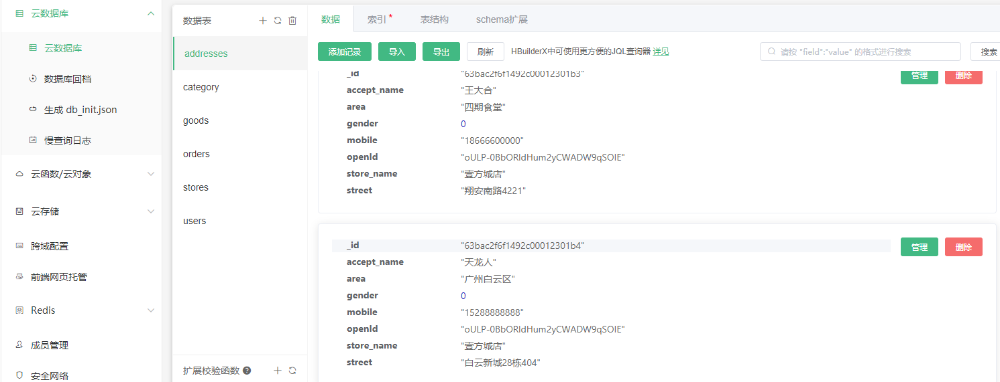 云数据库
云数据库
数据库回档
生成 db_init.json
慢查询日志
云函数/云对象
云存储
跨域配置
前端网页托管
Redis
成员管理
安全网络
数据表
addresses
category
goods
orders
stores
users
扩展校验函数 ?
数据 索引* 表结构 schema扩展
添加记录 导入 导出 刷新 HBuilderX中可使用更方便的JQL查询器 详见 请按 "field":"value" 的格式进行搜索 搜索
_id "63bac2f6f1492c00012301b3" 管理 删除
accept_name "王大合"
area "四期食堂"
gender 0
mobile "18666600000"
openId "oULP-0BbORIdHum2yCWADW9qSOIE"
store_name "壹方城店"
street "翔安南路4221"
_id "63bac2f6f1492c00012301b4" 管理 删除
accept_name "天龙人"
area "广州白云区"
gender 0
mobile "15288888888"
openId "oULP-0BbORIdHum2yCWADW9qSOIE"
store_name "壹方城店"
street "白云新城28栋404"